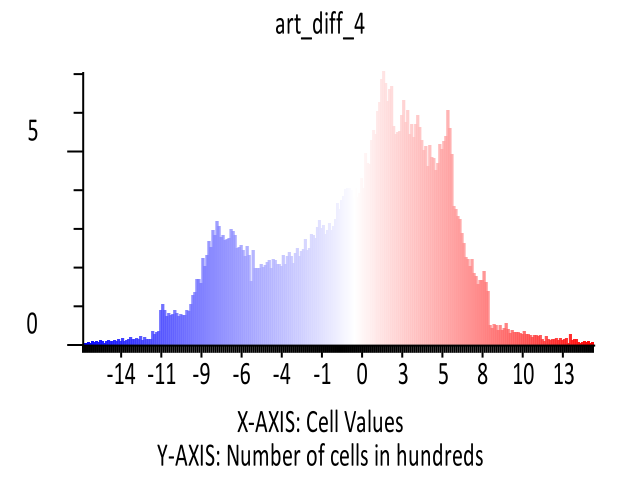 art_diff_4
5
0
-14 -11 -9 -6 -4 -1 0 3 5 8 10 13
X-AXIS: Cell Values
Y-AXIS: Number of cells in hundreds